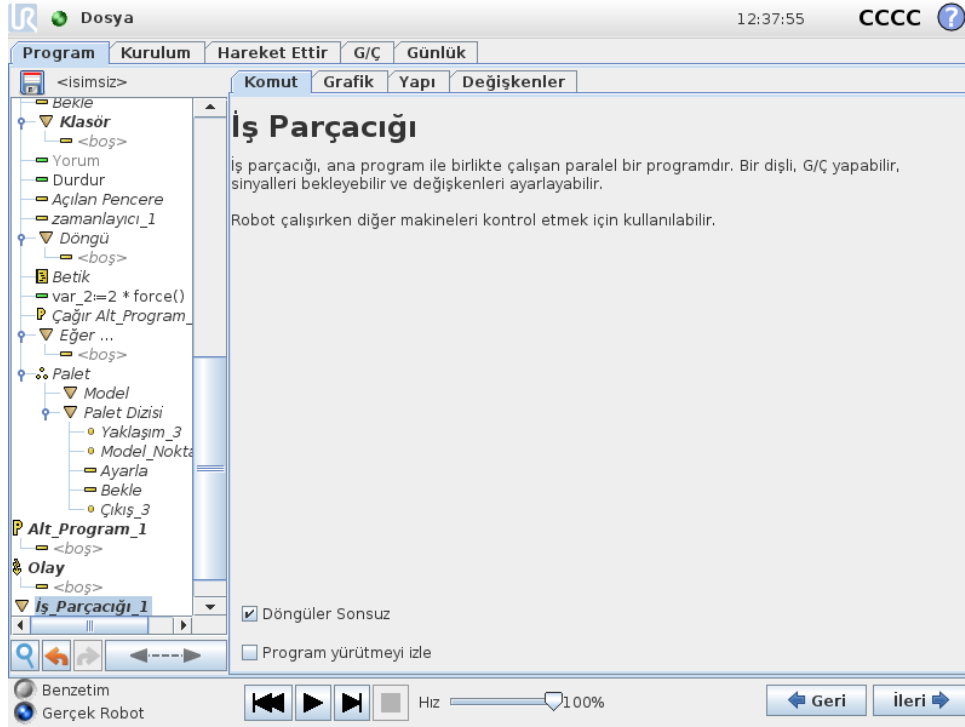 Dosya
12:37:55
CCCC
?
Program Kurulum Hareket Ettir G/Ç Günlük
<isimsiz>
Komut Grafik Yapı Değişkenler
Bekle
Klasör
<boş>
Yorum
Durdur
Açılan Pencere
zamanlayıcı_1
Döngü
<boş>
Betik
var_2:=2 * force()
Çağır Alt_Program_
Eğer ...
<boş>
Palet
Model
Palet Dizisi
Yaklaşım_3
Model_Nokta
Ayarla
Bekle
Çıkış_3
P Alt_Program_1
<boş>
Olay
<boş>
İş_Parçacığı_1
İş Parçacığı
İş parçacığı, ana program ile birlikte çalışan paralel bir programdır. Bir dişli, G/Ç yapabilir,
sinyalleri bekleyebilir ve değişkenleri ayarlayabilir.
Robot çalışırken diğer makineleri kontrol etmek için kullanılabilir.
Döngüler Sonsuz
Program yürütmeyi izle
Benzetim
Gerçek Robot
Hız 100%
Geri
İleri